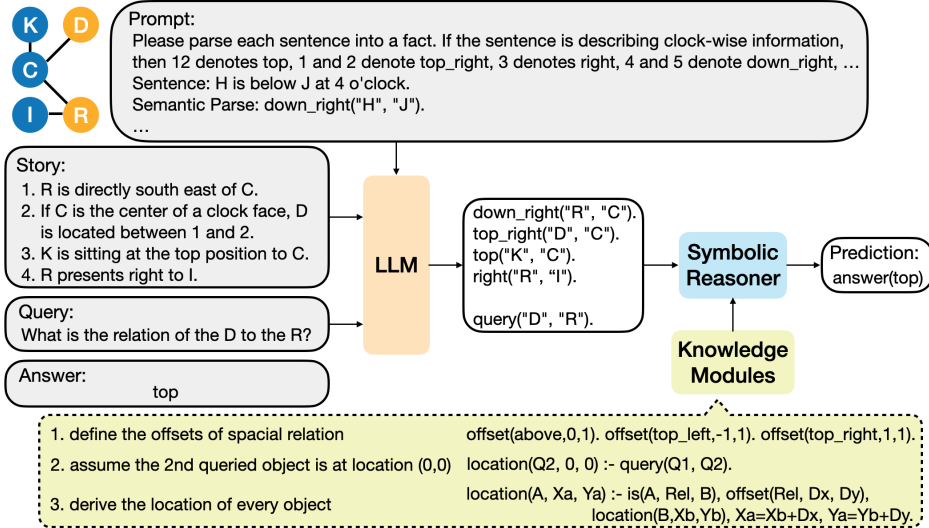 K
D
C
I
R
Prompt:
Please parse each sentence into a fact. If the sentence is describing clock-wise information,
then 12 denotes top, 1 and 2 denote top_right, 3 denotes right, 4 and 5 denote down_right, ...
Sentence: H is below J at 4 o'clock.
Semantic Parse: down_right("H", "J").
...
Story:
1. R is directly south east of C.
2. If C is the center of a clock face, D
is located between 1 and 2.
3. K is sitting at the top position to C.
4. R presents right to I.
Query:
What is the relation of the D to the R?
Answer:
top
LLM
down_right("R", "C").
top_right("D", "C").
top("K", "C").
right("R", “I").
query("D", "R").
Symbolic
Reasoner
Prediction:
answer(top)
Knowledge
Modules
1. define the offsets of spacial relation
offset(above,0,1). offset(top_left,-1,1). offset(top_right,1,1).
2. assume the 2nd queried object is at location (0,0)
location(Q2, 0, 0) :- query(Q1, Q2).
3. derive the location of every object
location(A, Xa, Ya) :- is(A, Rel, B), offset(Rel, Dx, Dy),
location(B,Xb,Yb), Xa=Xb+Dx, Ya=Yb+Dy.